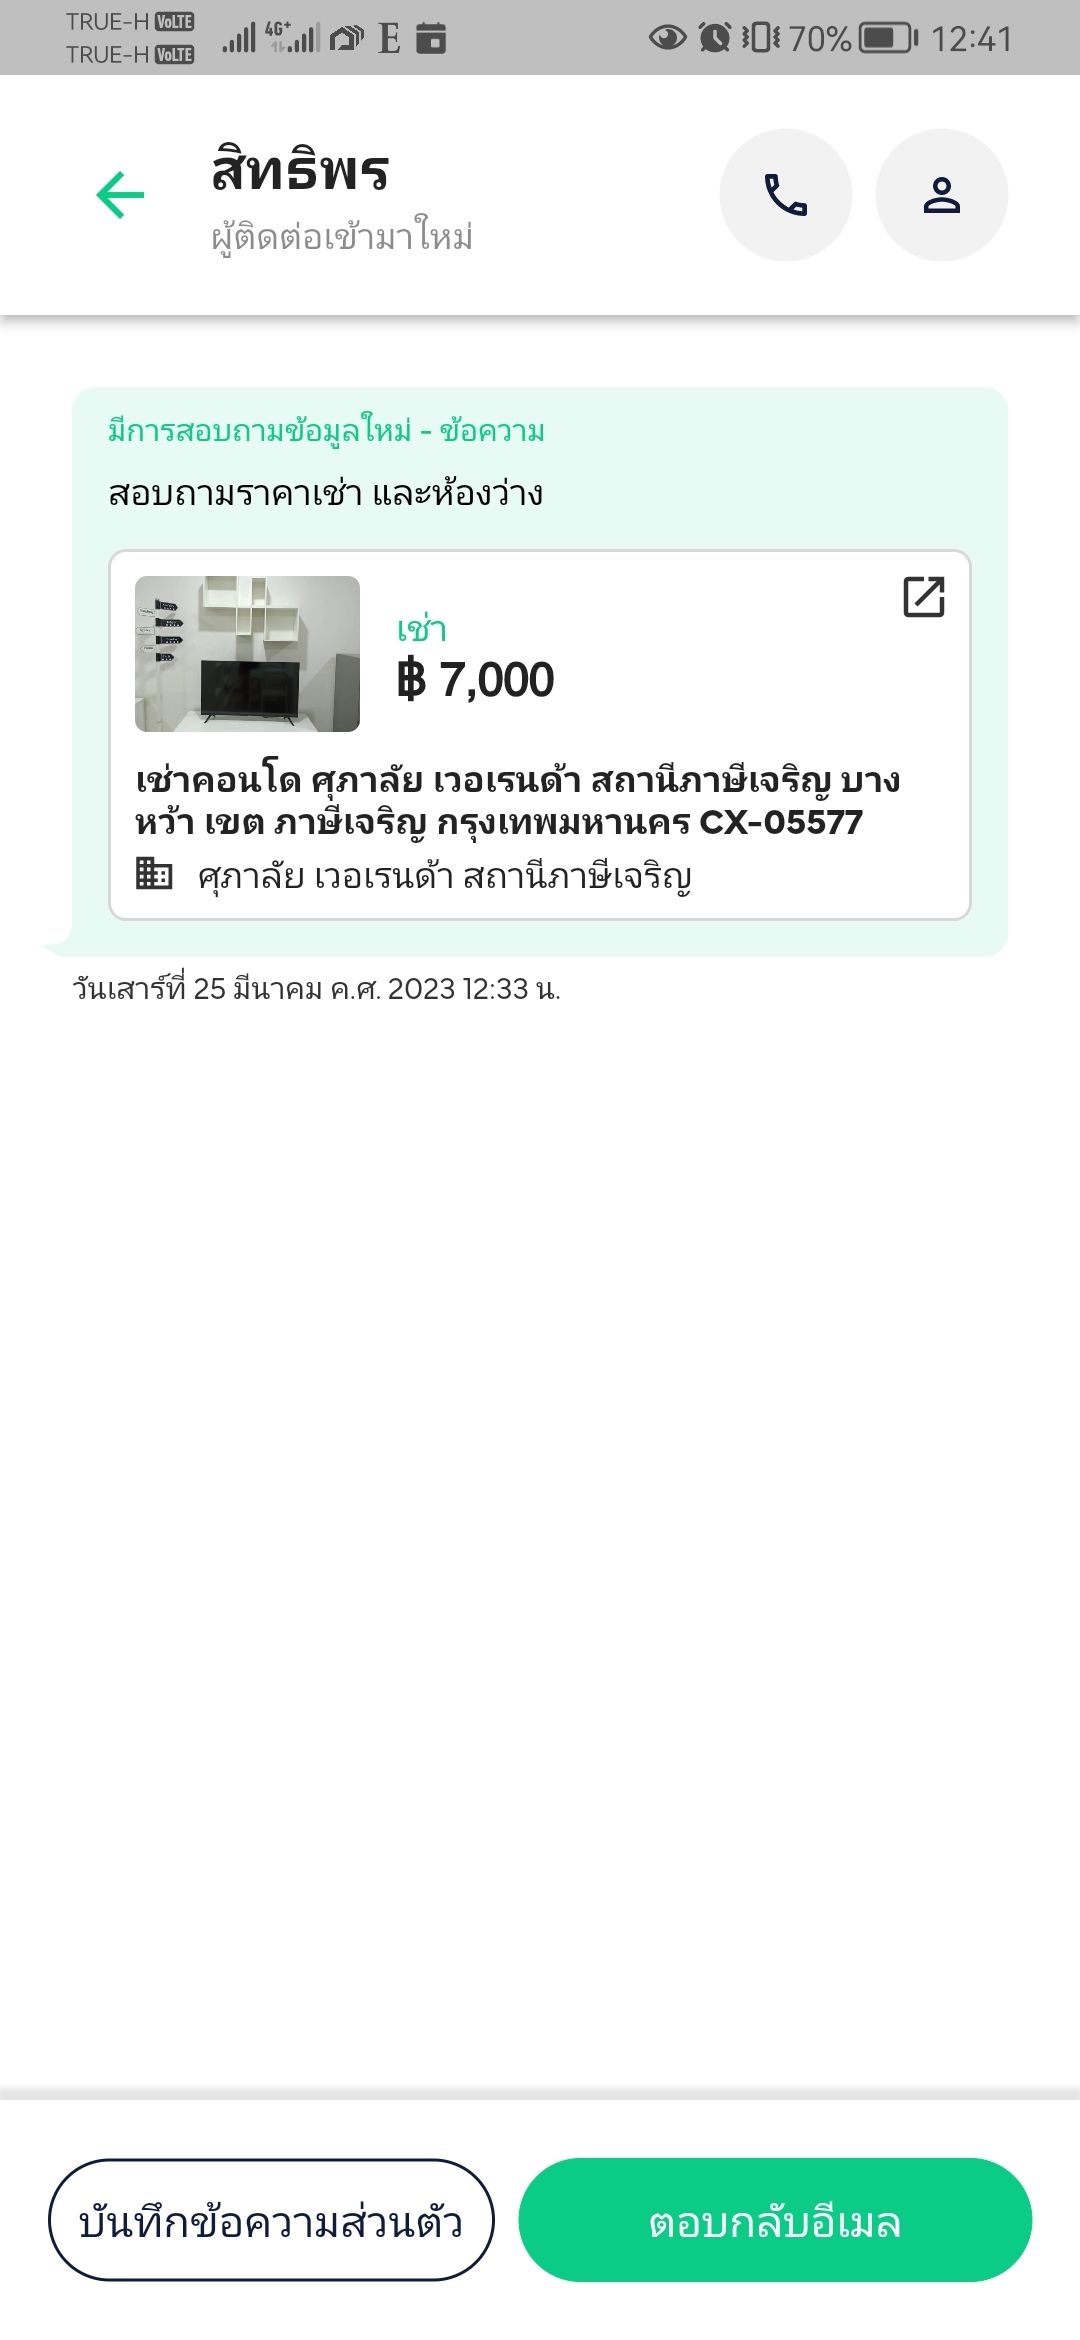 TRUE-H VoLTE
TRUE-H VoLTE
4G+
E
70%
12:41
สิทธิพร
ผู้ติดต่อเข้ามาใหม่
มีการสอบถามข้อมูลใหม่ - ข้อความ
สอบถามราคาเช่า และห้องว่าง
เช่า
฿ 7,000
เช่าคอนโด ศุภาลัย เวอเรนด้า สถานีภาษีเจริญ บาง
หว้า เขต ภาษีเจริญ กรุงเทพมหานคร CX-05577
ศุภาลัย เวอเรนด้า สถานีภาษีเจริญ
วันเสาร์ที่ 25 มีนาคม ค.ศ. 2023 12:33 น.
บันทึกข้อความส่วนตัว
ตอบกลับอีเมล